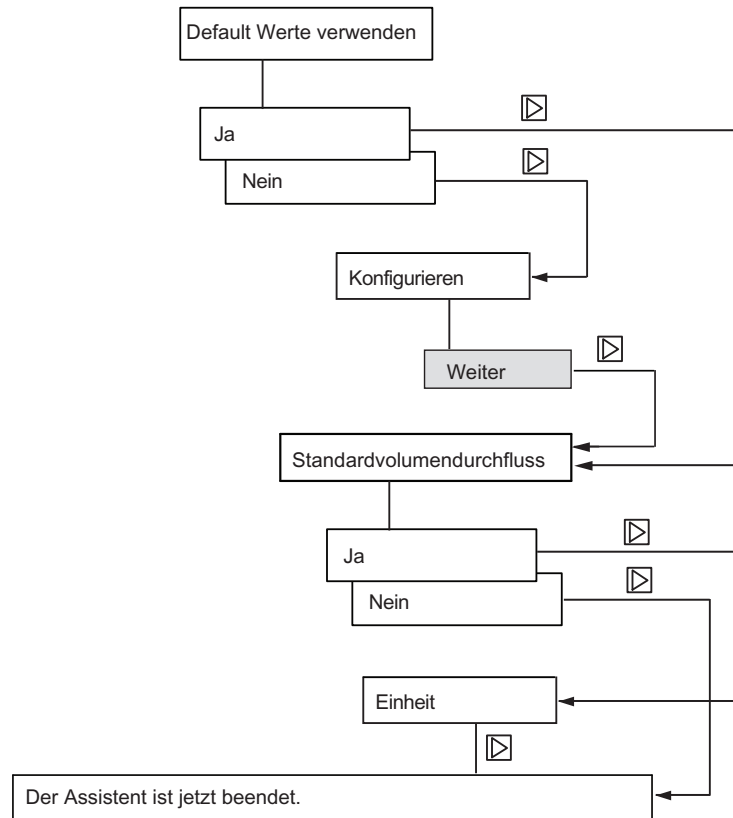 Default Werte verwenden
Ja
Nein
Konfigurieren
Weiter
Standardvolumendurchfluss
Ja
Nein
Einheit
Der Assistent ist jetzt beendet.